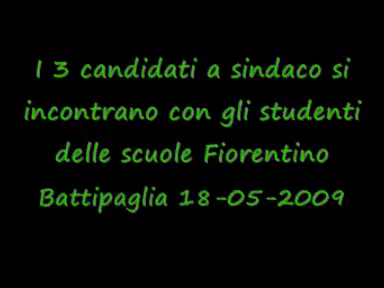 I 3 candidati a sindaco si
incontrano con gli studenti
delle scuole Fiorentino
Battipaglia 18-05-2009